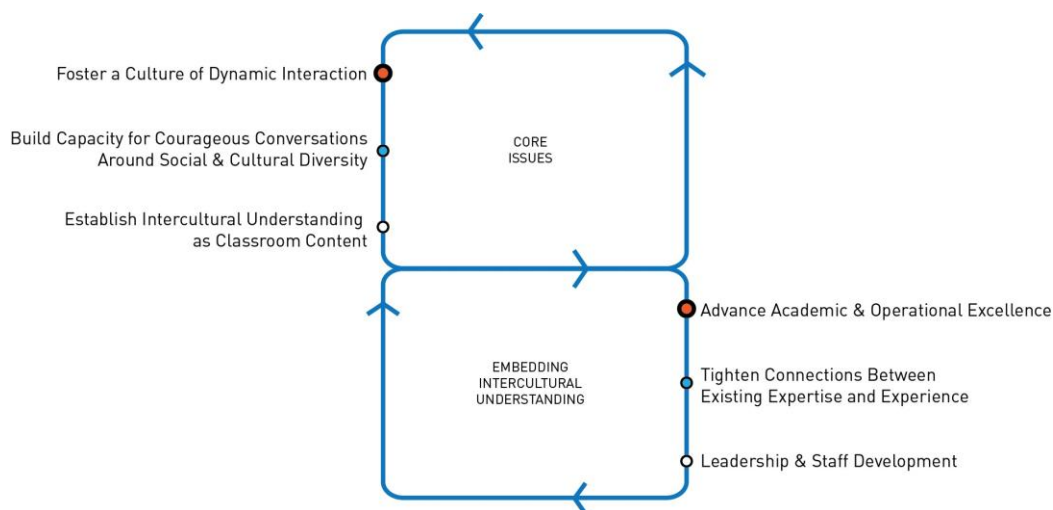 Foster a Culture of Dynamic Interaction
Build Capacity for Courageous Conversations
Around Social & Cultural Diversity
Establish Intercultural Understanding
as Classroom Content
CORE
ISSUES
Advance Academic & Operational Excellence
EMBEDDING
INTERCULTURAL
UNDERSTANDING
Tighten Connections Between
Existing Expertise and Experience
Leadership & Staff Development